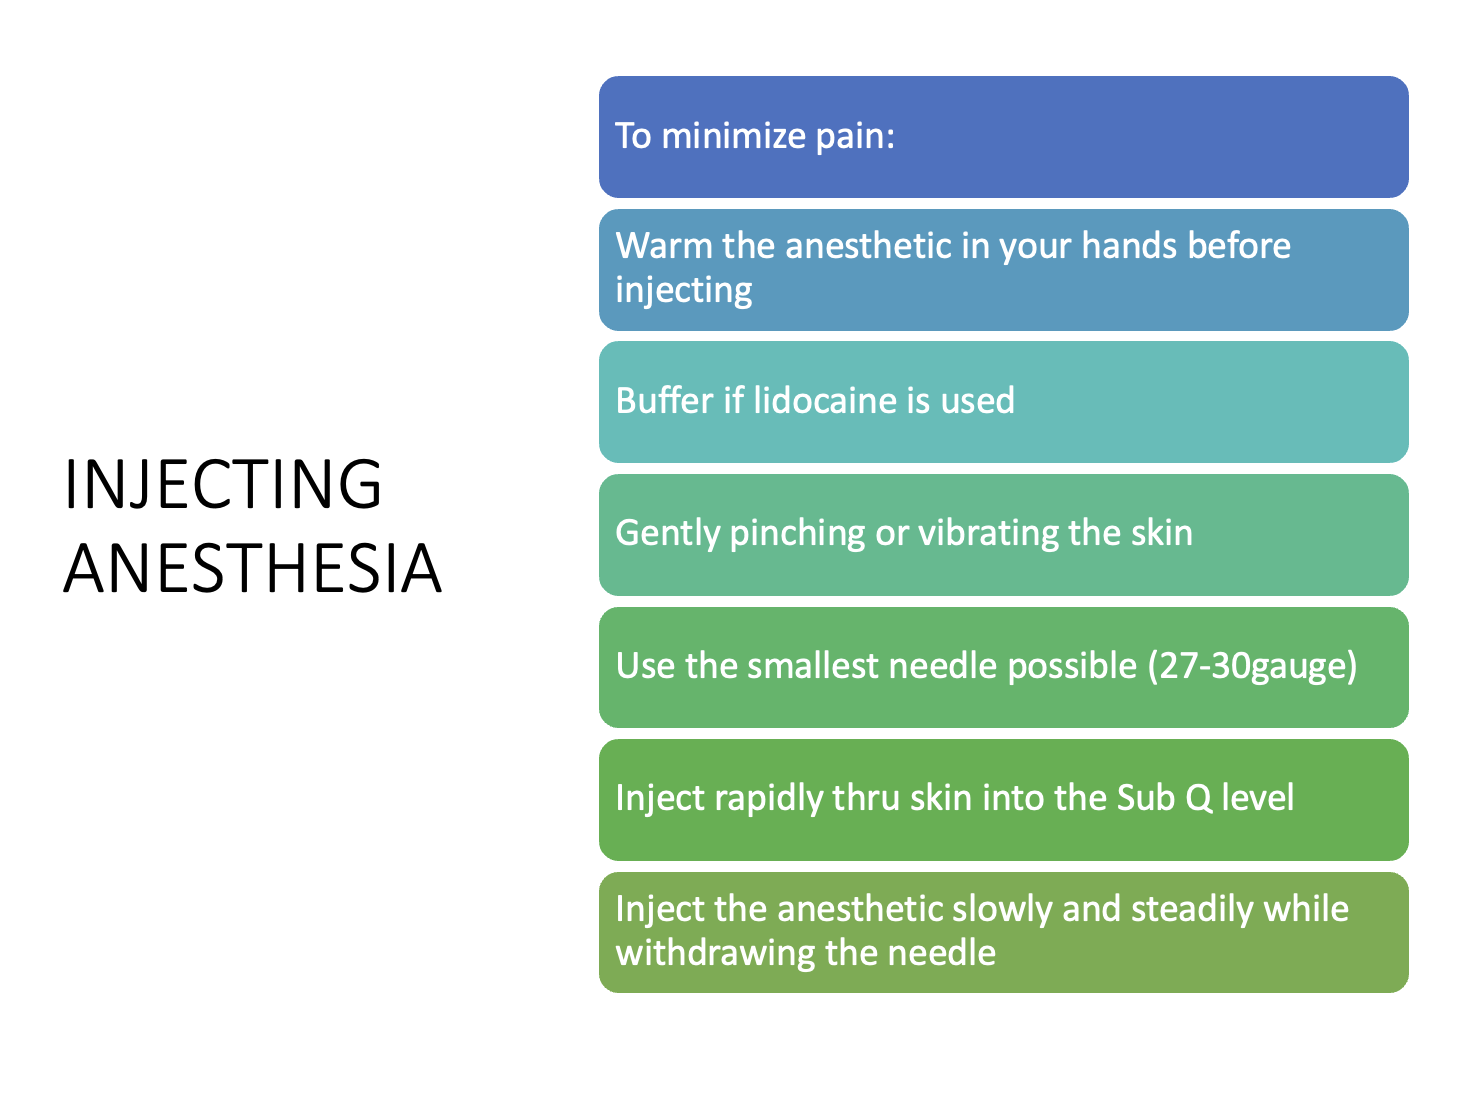 INJECTING
ANESTHESIA
To minimize pain:
Warm the anesthetic in your hands before
injecting
Buffer if lidocaine is used
Gently pinching or vibrating the skin
Use the smallest needle possible (27-30gauge)
Inject rapidly thru skin into the Sub Q level
Inject the anesthetic slowly and steadily while
withdrawing the needle